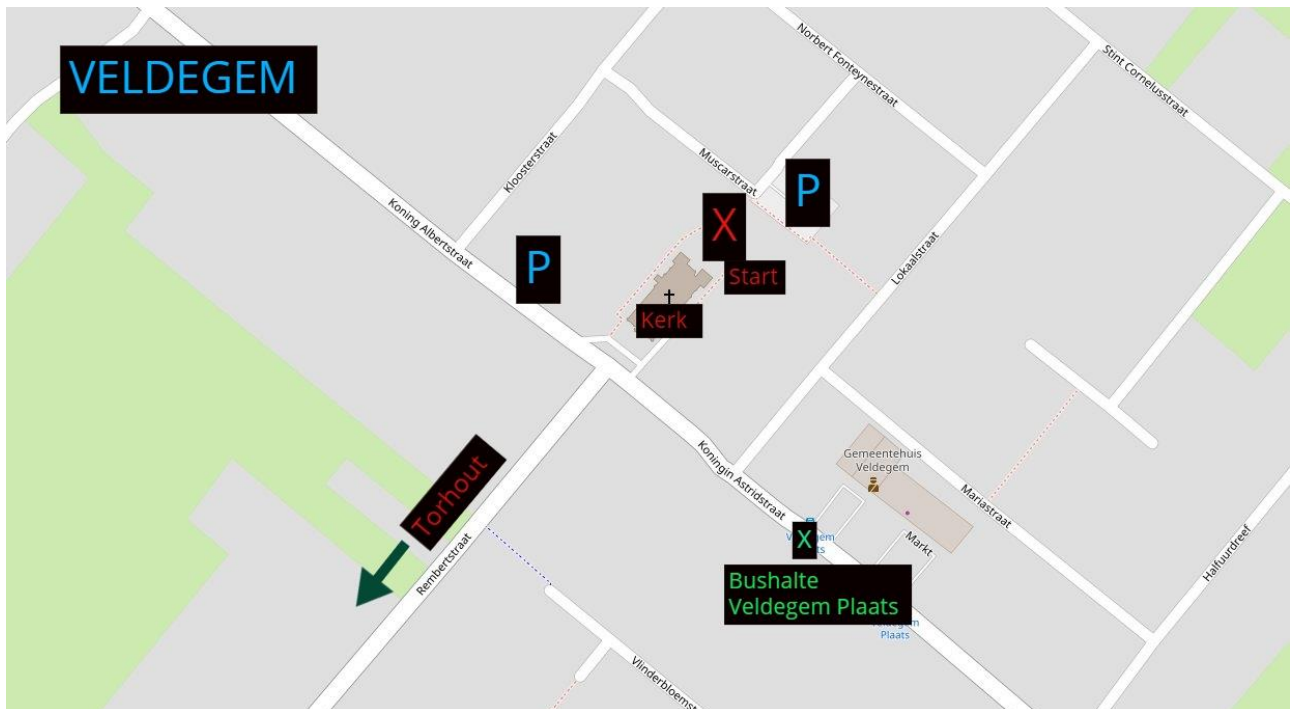 VELDEGEM
Norbert Fonteynestraat
Stint Cornelusstraat
Kloosterstraat
Muscarstraat
P
Koning Albertstraat
X
P
Start
Lokaalstraat
Kerk
Torhout
Rembertstraat
Koningin Astridstraat
Gemeentehuis
Veldegem
Mariastraat
Markt
Halfuurdreef
X
Bushalte
Veldegem Plaats
Plaats